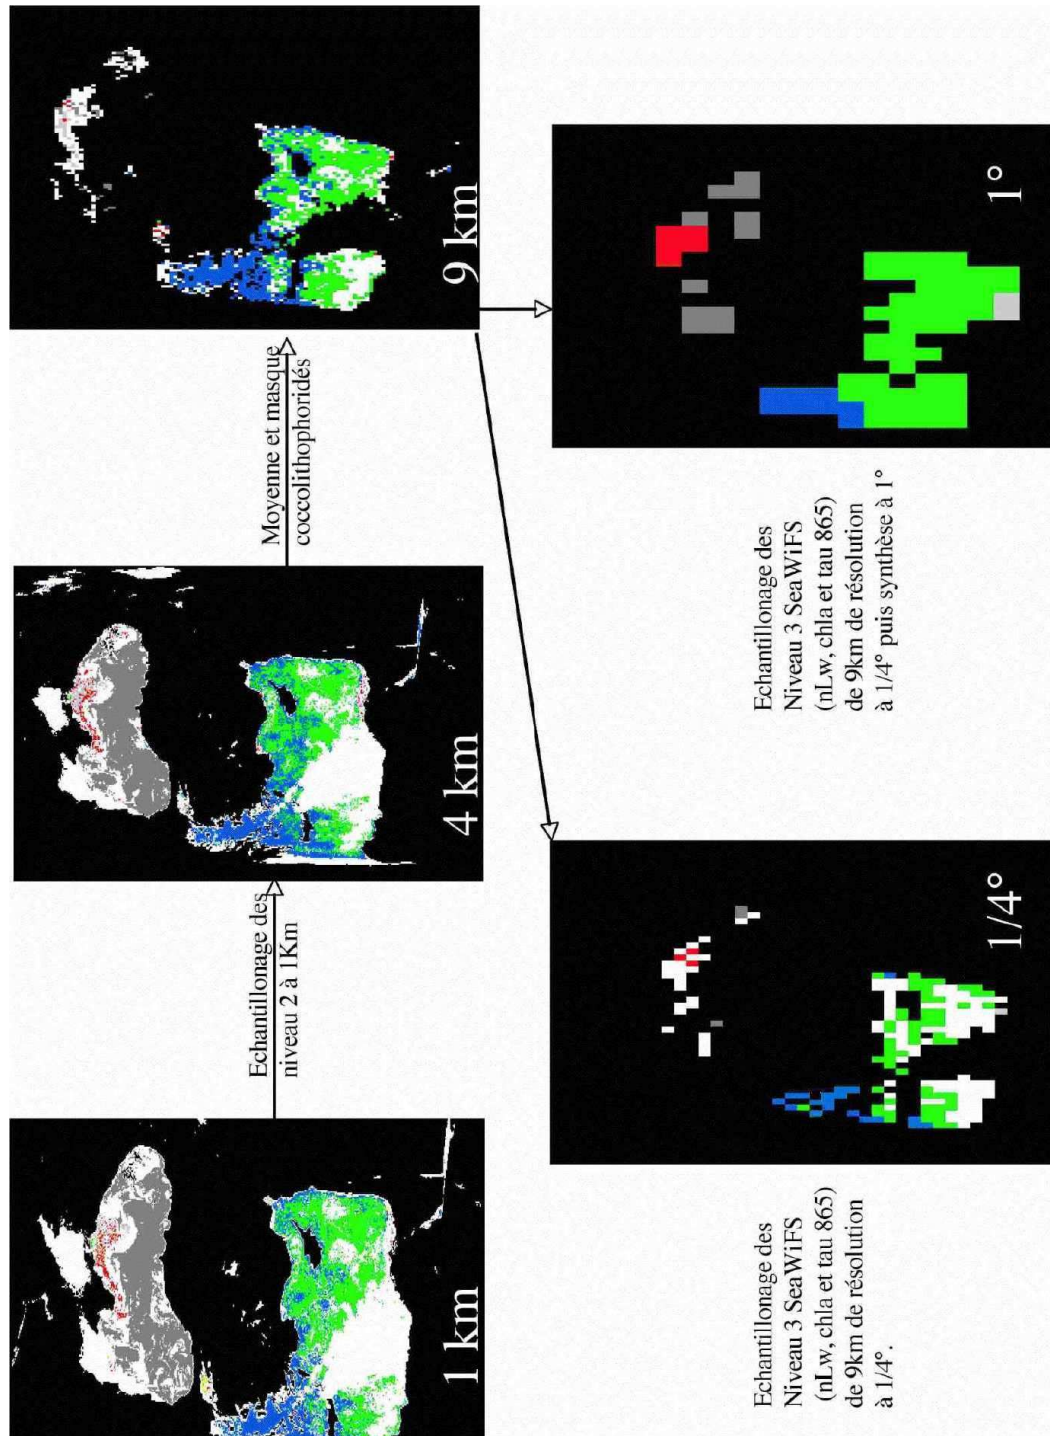 1km
Echantillonage des
niveau 2 à 1Km
4 km
Moyenne et masque
coccolithophoridés
9 km
Echantillonage des
Niveau 3 SeaWiFS
(nLw, chla et tau 865)
de 9km de résolution
à 1/4°.
1/4°
Echantillonage des
Niveau 3 SeaWiFS
(nLw, chla et tau 865)
de 9km de résolution
à 1/4° puis synthèse à 1°
1°